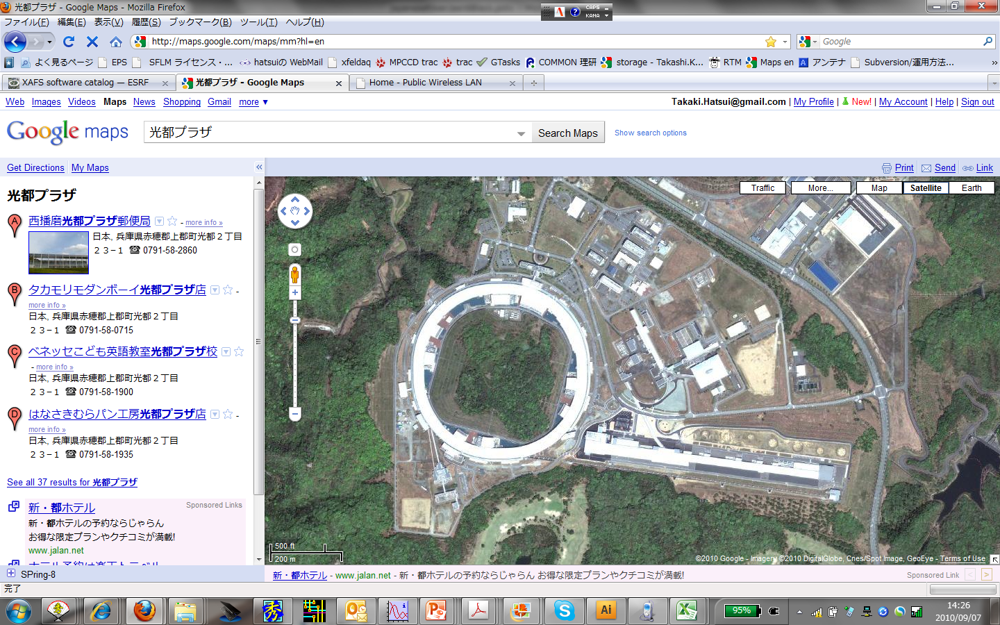 光都プラザ - Google Maps - Mozilla Firefox
CAPS
KANA
ファイル(F) 編集(E) 表示(V) 履歴(S) ブックマーク(B) ツール(T) ヘルプ(H)
http://maps.google.com/maps/mm?hl=en
Google
よく見るページ EPS SFLM ライセンス・... hatsuiの WebMail xfeldaq MPCCD trac trac GTasks COMMON 理研 storage - Takashi.K... RTM Maps en アンテナ Subversion/運用方法...
XAFS software catalog — ESRF 光都プラザ - Google Maps Home - Public Wireless LAN
Web Images Videos Maps News Shopping Gmail more ▼
Takaki.Hatsui@gmail.com | My Profile | New! | My Account | Help | Sign out
Google maps
光都プラザ
Search Maps
Show search options
Get Directions My Maps «
Print Send Link
光都プラザ
A 西播磨光都プラザ郵便局 - more info »
日本, 兵庫県赤穂郡上郡町光都２丁目
２３−１ ☎ 0791-58-2860
B タカモリモダンボーイ光都プラザ店 -
more info »
日本, 兵庫県赤穂郡上郡町光都２丁目
２３−１ ☎ 0791-58-0715
C ベネッセこども英語教室光都プラザ校
- more info »
日本, 兵庫県赤穂郡上郡町光都２丁目
２３−１ ☎ 0791-58-1900
D はなさきむらパン工房光都プラザ店 -
more info »
日本, 兵庫県赤穂郡上郡町光都２丁目
２３−１ ☎ 0791-58-1935
See all 37 results for 光都プラザ
新・都ホテル
Sponsored Links
新・都ホテルの予約ならじゃらん
お得な限定プランやクチコミが満載!
www.jalan.net
SPring-8
Traffic More... Map Satellite Earth
500 ft
200 m
©2010 Google - Imagery ©2010 DigitalGlobe, Cnes/Spot Image, GeoEye - Terms of Use
新・都ホテル - www.jalan.net - 新・都ホテルの予約ならじゃらん お得な限定プランやクチコミが満載!
Sponsored Link < >
完了
95%
14:26
2010/09/07